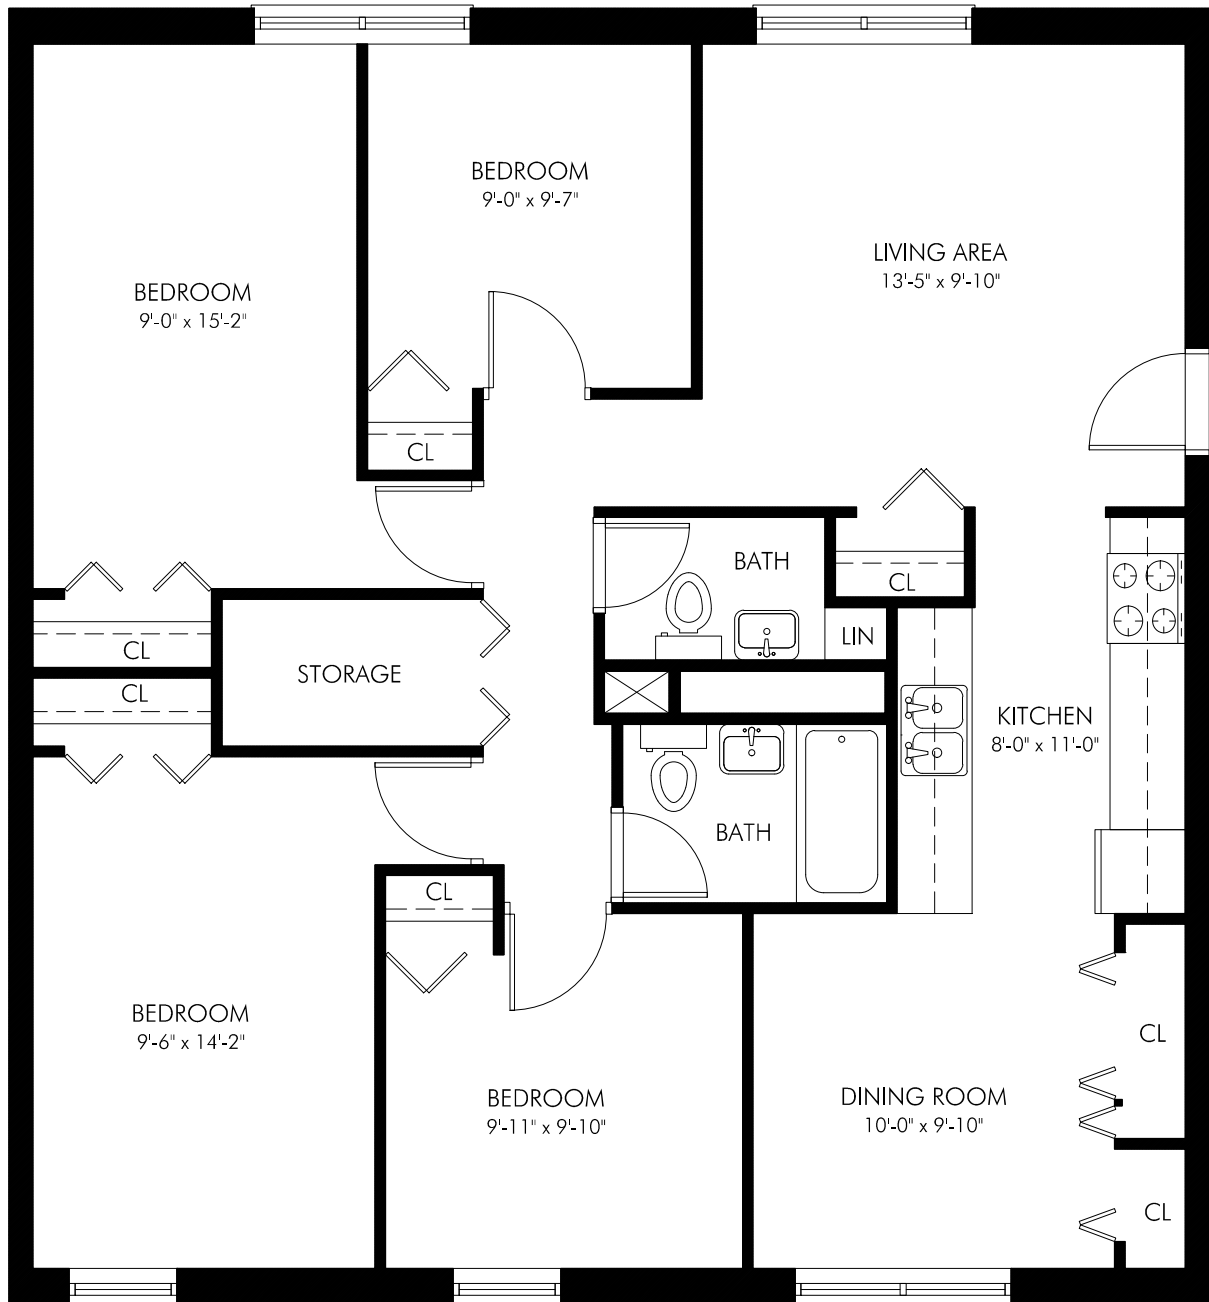 BEDROOM
9'-0" x 9'-7"
LIVING AREA
13'-5" x 9'-10"
BEDROOM
9'-0" x 15'-2"
CL
BATH
CL
LIN
CL
STORAGE
CL
KITCHEN
8'-0" x 11'-0"
BATH
CL
BEDROOM
9'-6" x 14'-2"
CL
BEDROOM
9'-11" x 9'-10"
DINING ROOM
10'-0" x 9'-10"
CL